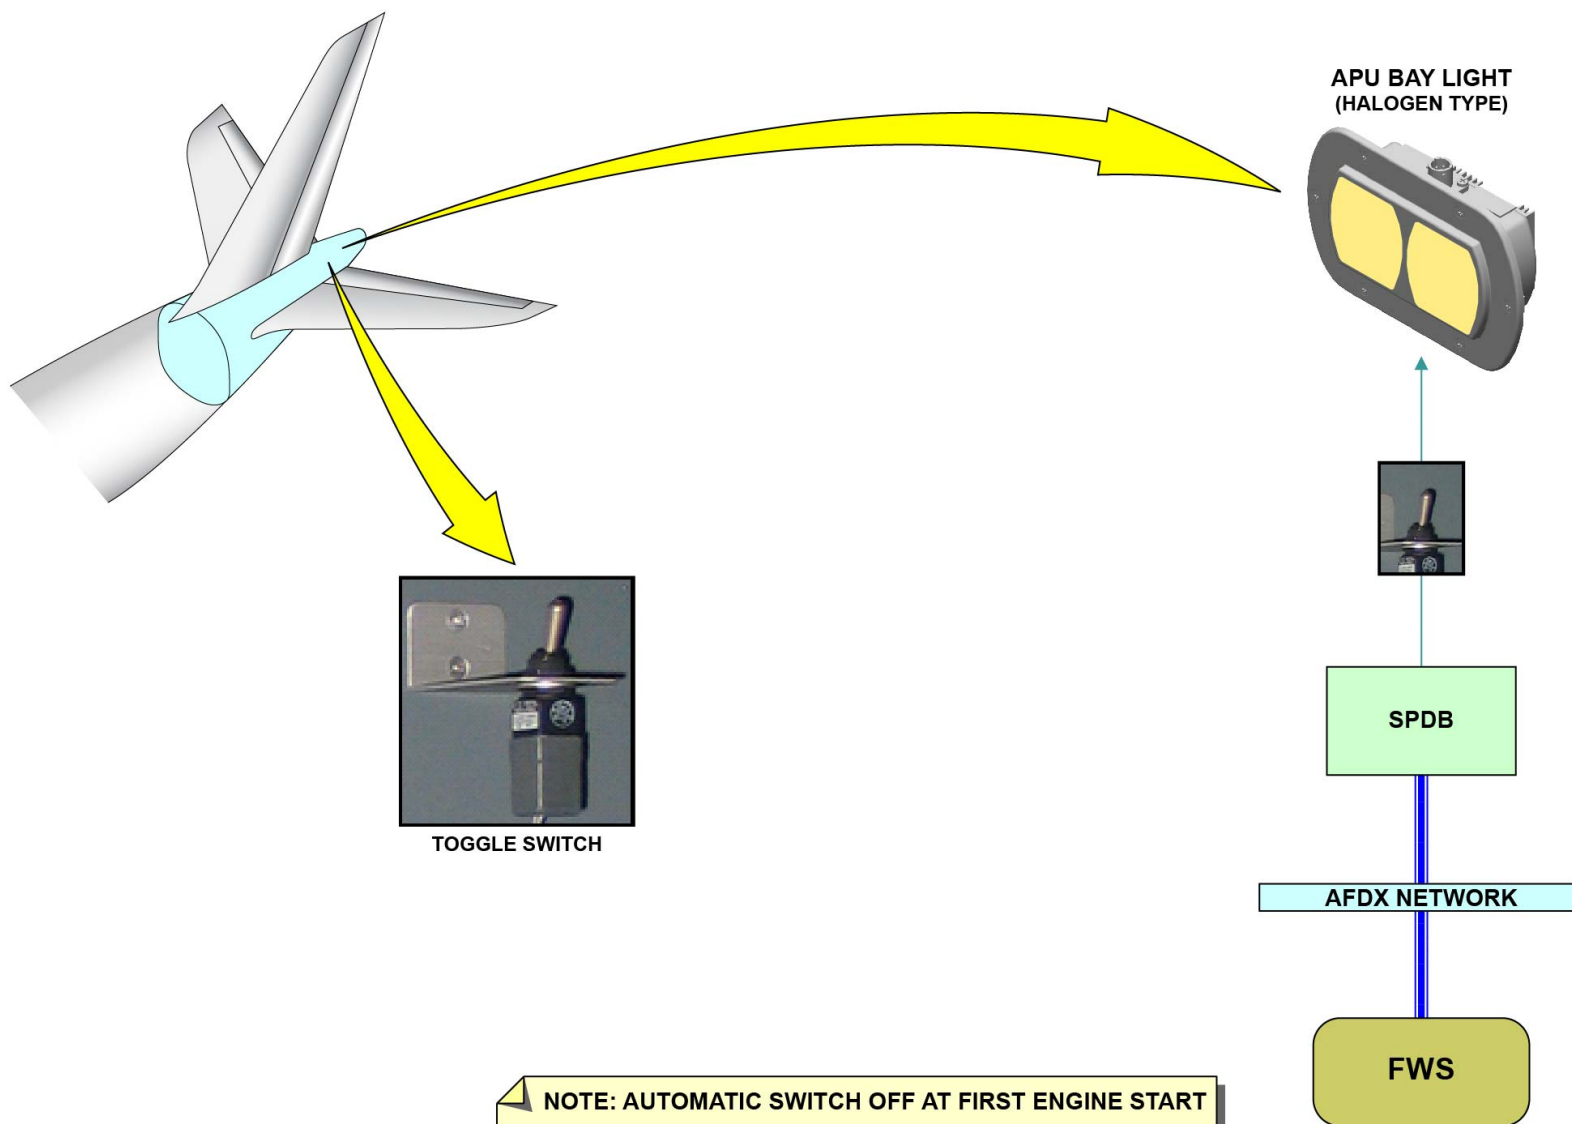 APU BAY LIGHT
(HALOGEN TYPE)
TOGGLE SWITCH
SPDB
AFDX NETWORK
FWS
NOTE: AUTOMATIC SWITCH OFF AT FIRST ENGINE START